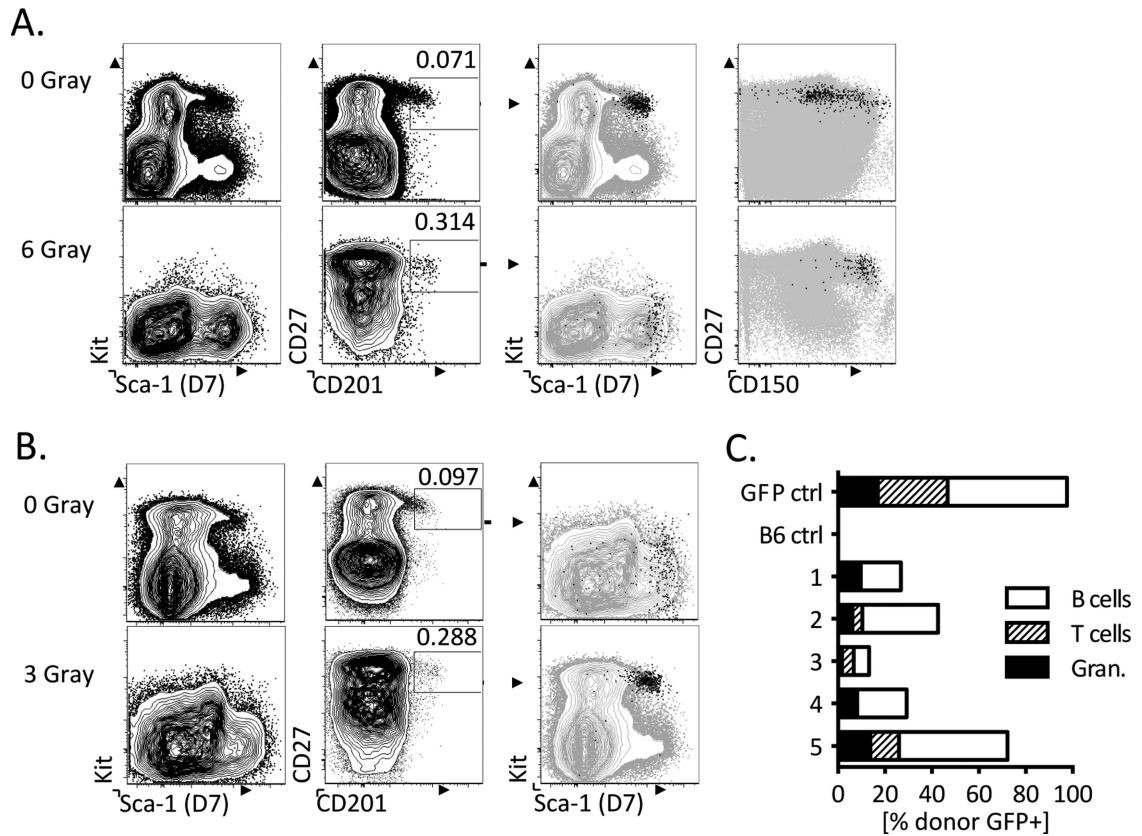 A.
0 Gray
0.071
6 Gray
0.314
Kit
CD27
Kit
CD27
Sca-1 (D7)
CD201
Sca-1 (D7)
CD150
B.
0 Gray
0.097
3 Gray
0.288
Kit
CD27
Kit
Sca-1 (D7)
CD201
Sca-1 (D7)
C.
GFP ctrl
B6 ctrl
1
2
3
4
5
B cells
T cells
Gran.
0 20 40 60 80 100
[% donor GFP+]